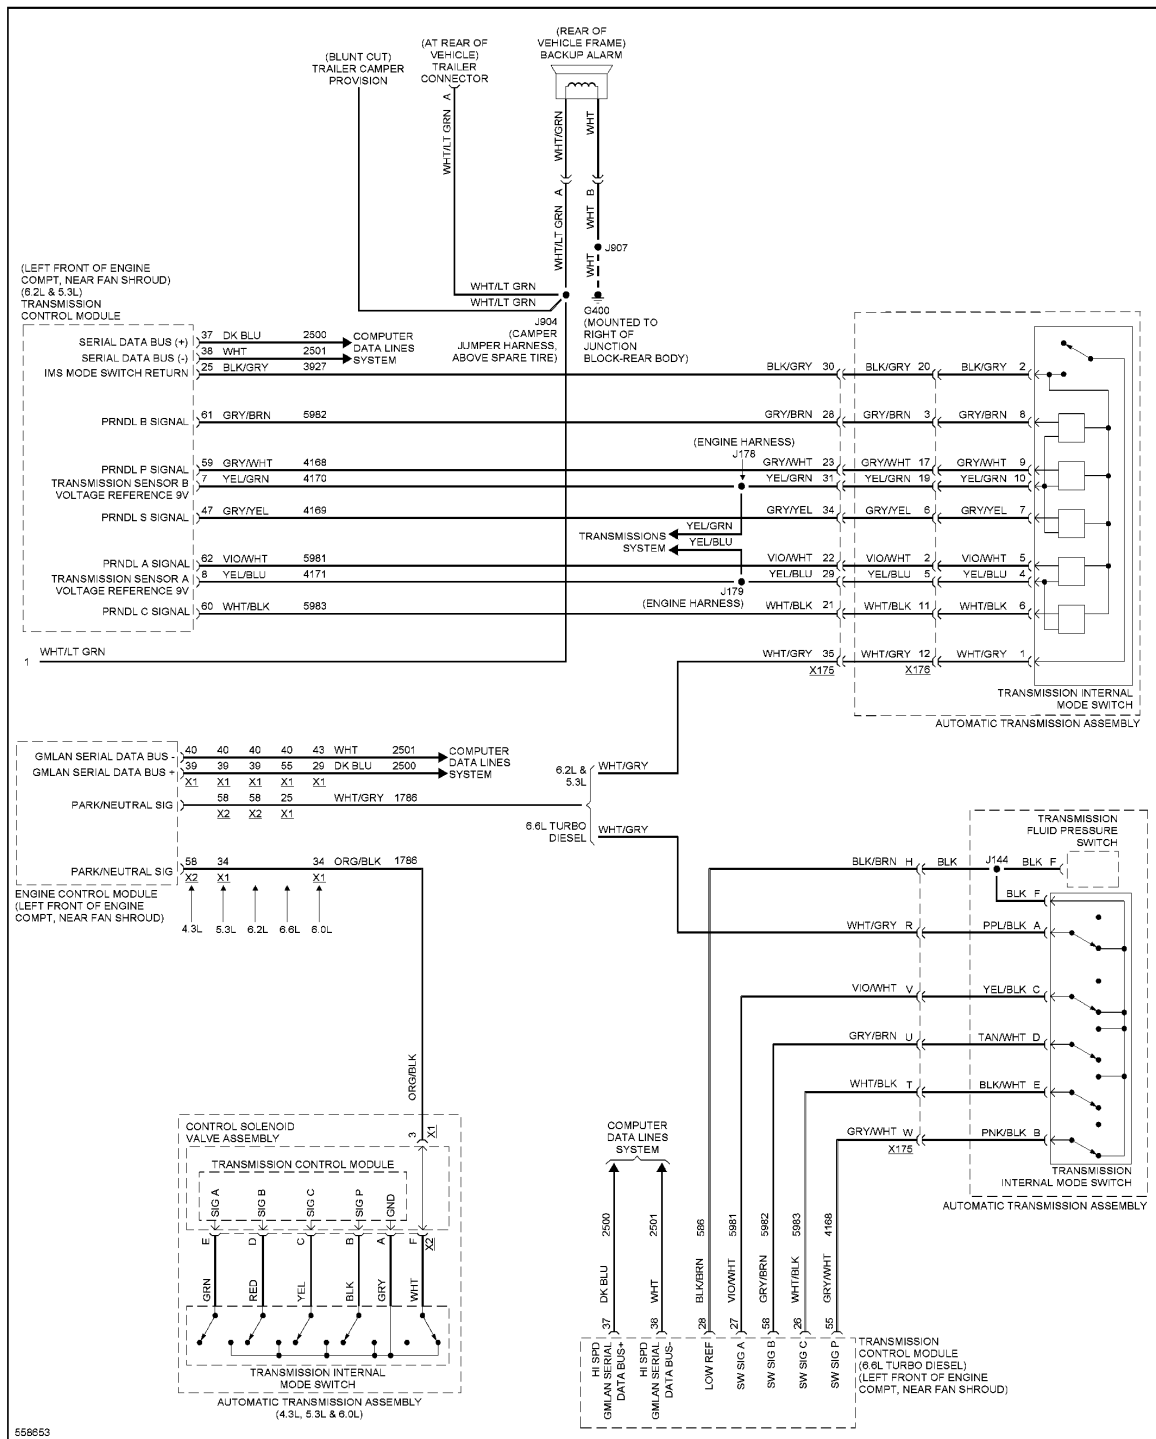 (BLUNT CUT)
TRAILER CAMPER
PROVISION
(AT REAR OF
VEHICLE)
TRAILER
CONNECTOR
(REAR OF
VEHICLE FRAME)
BACKUP ALARM
WHT/LT GRN A
WHT/GRN
WHT
WHT/LT GRN A
WHT B
J907
WHT
WHT/LT GRN
WHT/LT GRN
J904
(CAMPER
JUMPER HARNESS,
ABOVE SPARE TIRE)
G400
(MOUNTED TO
RIGHT OF
JUNCTION
BLOCK-REAR BODY)
(LEFT FRONT OF ENGINE
COMPT, NEAR FAN SHROUD)
(6.2L & 5.3L)
TRANSMISSION
CONTROL MODULE
SERIAL DATA BUS (+) 37 DK BLU 2500
SERIAL DATA BUS (-) 38 WHT 2501
COMPUTER
DATA LINES
SYSTEM
IMS MODE SWITCH RETURN 25 BLK/GRY 3927 BLK/GRY 30 BLK/GRY 20 BLK/GRY 2
PRNDL B SIGNAL 61 GRY/BRN 5982 GRY/BRN 28 GRY/BRN 3 GRY/BRN 8
(ENGINE HARNESS)
J178
PRNDL P SIGNAL 59 GRY/WHT 4168 GRY/WHT 23 GRY/WHT 17 GRY/WHT 9
TRANSMISSION SENSOR B 7 YEL/GRN 4170 YEL/GRN 31 YEL/GRN 19 YEL/GRN 10
VOLTAGE REFERENCE 9V
PRNDL S SIGNAL 47 GRY/YEL 4169 GRY/YEL 34 GRY/YEL 6 GRY/YEL 7
YEL/GRN
TRANSMISSIONS
SYSTEM
YEL/BLU
PRNDL A SIGNAL 62 VIO/WHT 5981 VIO/WHT 22 VIO/WHT 2 VIO/WHT 5
TRANSMISSION SENSOR A 8 YEL/BLU 4171 YEL/BLU 29 YEL/BLU 5 YEL/BLU 4
VOLTAGE REFERENCE 9V
J179
(ENGINE HARNESS)
PRNDL C SIGNAL 60 WHT/BLK 5983 WHT/BLK 21 WHT/BLK 11 WHT/BLK 6
1 WHT/LT GRN
WHT/GRY 35 WHT/GRY 12 WHT/GRY 1
X175 X176
TRANSMISSION INTERNAL
MODE SWITCH
AUTOMATIC TRANSMISSION ASSEMBLY
GMLAN SERIAL DATA BUS - 40 40 40 40 43 WHT 2501
GMLAN SERIAL DATA BUS + 39 39 39 55 29 DK BLU 2500
X1 X1 X1 X1 X1
COMPUTER
DATA LINES
SYSTEM
PARK/NEUTRAL SIG 58 58 25 WHT/GRY 1786
X2 X2 X1
6.2L &
5.3L
WHT/GRY
6.6L TURBO
DIESEL
WHT/GRY
PARK/NEUTRAL SIG 58 34 34 ORG/BLK 1786
X2 X1 X1
ENGINE CONTROL MODULE
(LEFT FRONT OF ENGINE
COMPT, NEAR FAN SHROUD)
4.3L 5.3L 6.2L 6.6L 6.0L
TRANSMISSION
FLUID PRESSURE
SWITCH
BLK/BRN H BLK J144 BLK F
BLK F
WHT/GRY R PPL/BLK A
VIO/WHT V YEL/BLK C
GRY/BRN U TAN/WHT D
WHT/BLK T BLK/WHT E
GRY/WHT W PNK/BLK B
X175
TRANSMISSION
INTERNAL MODE SWITCH
AUTOMATIC TRANSMISSION ASSEMBLY
ORG/BLK
3 X1
CONTROL SOLENOID
VALVE ASSEMBLY
TRANSMISSION CONTROL MODULE
SIG A SIG B SIG C SIG P GND
E D C B A F X2
GRN RED YEL BLK GRY WHT
TRANSMISSION INTERNAL
MODE SWITCH
AUTOMATIC TRANSMISSION ASSEMBLY
(4.3L, 5.3L & 6.0L)
COMPUTER
DATA LINES
SYSTEM
2500 2501 586 5981 5982 5983 4168
DK BLU WHT BLK/BRN VIO/WHT GRY/BRN WHT/BLK GRY/WHT
37 38 28 27 58 26 55
HI SPD
GMLAN SERIAL
DATA BUS+
HI SPD
GMLAN SERIAL
DATA BUS-
LOW REF
SW SIG A
SW SIG B
SW SIG C
SW SIG P
TRANSMISSION
CONTROL MODULE
(6.6L TURBO DIESEL)
(LEFT FRONT OF ENGINE
COMPT, NEAR FAN SHROUD)
558653